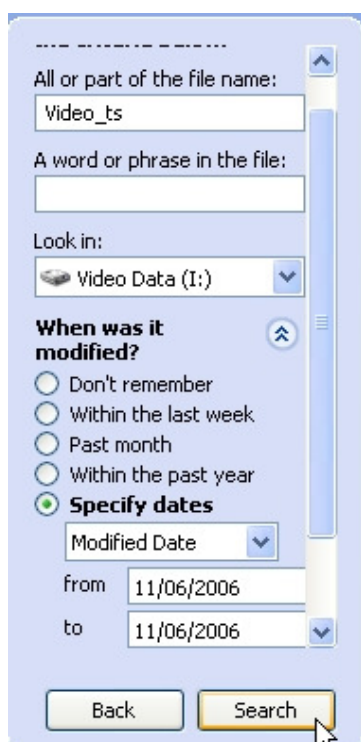 All or part of the file name:
Video_ts
A word or phrase in the file:
Look in:
Video Data (I:)
When was it
modified?
Don't remember
Within the last week
Past month
Within the past year
Specify dates
Modified Date
from 11/06/2006
to 11/06/2006
Back Search